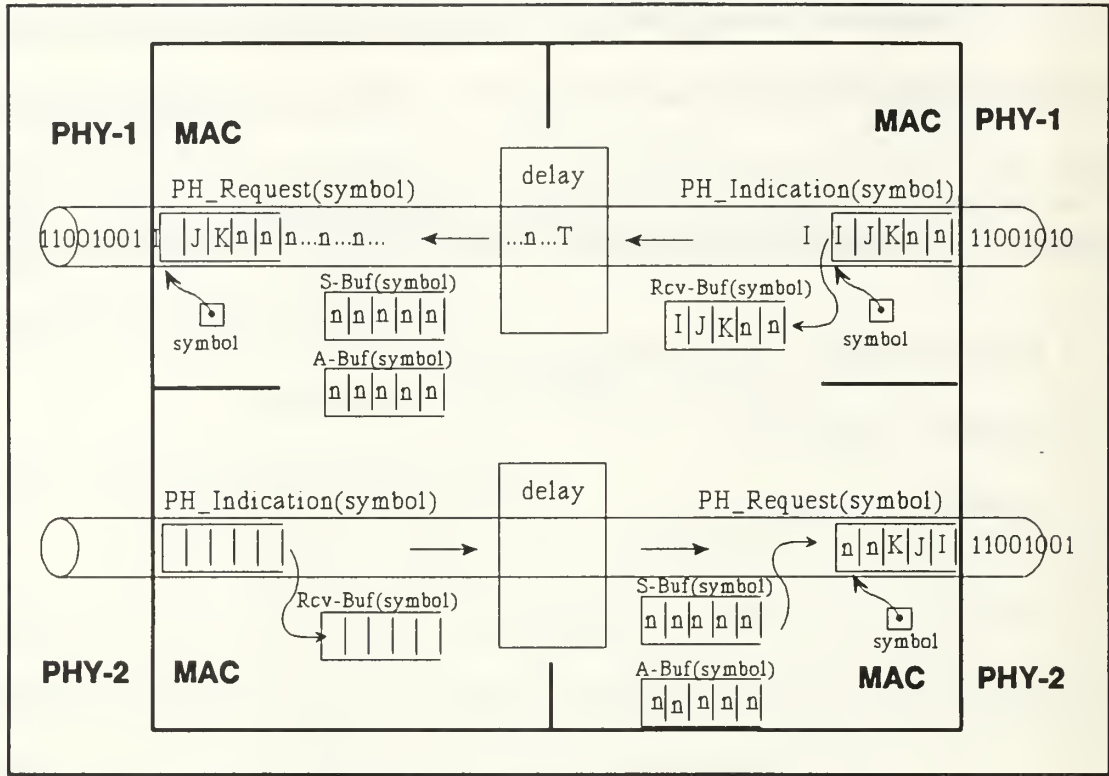 PHY-1 MAC MAC PHY-1
delay
PH_Request(symbol) PH_Indication(symbol)
11001001 I J K n n n...n...n... ...n...T I I J K n n 11001010
S-Buf(symbol) Rcv-Buf(symbol)
n n n n n I J K n n
symbol symbol
A-Buf(symbol)
n n n n n
delay
PH_Indication(symbol) PH_Request(symbol)
n n K J I 11001001
Rcv-Buf(symbol) S-Buf(symbol)
n n n n n
symbol
PHY-2 MAC A-Buf(symbol) MAC PHY-2
n n n n n